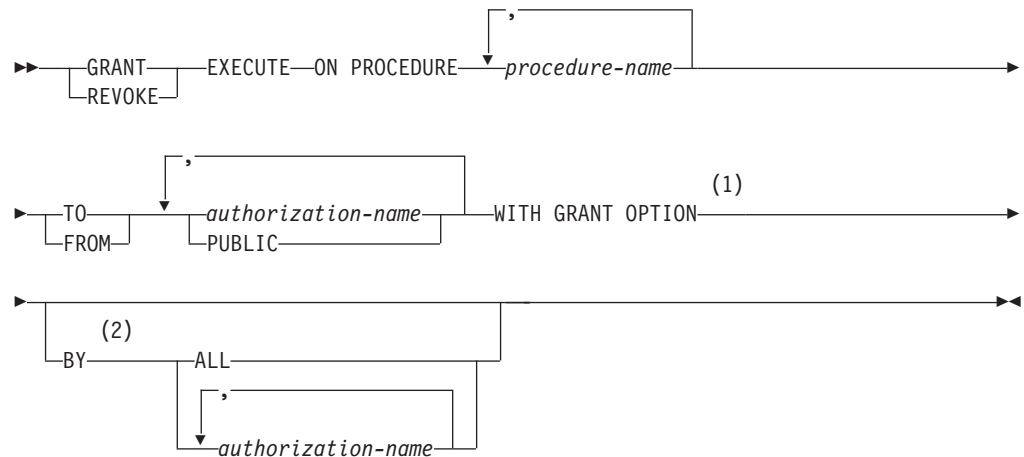 ,
GRANT EXECUTE ON PROCEDURE procedure-name
REVOKE
,
(1)
TO authorization-name WITH GRANT OPTION
FROM PUBLIC
(2)
BY ALL
,
authorization-name